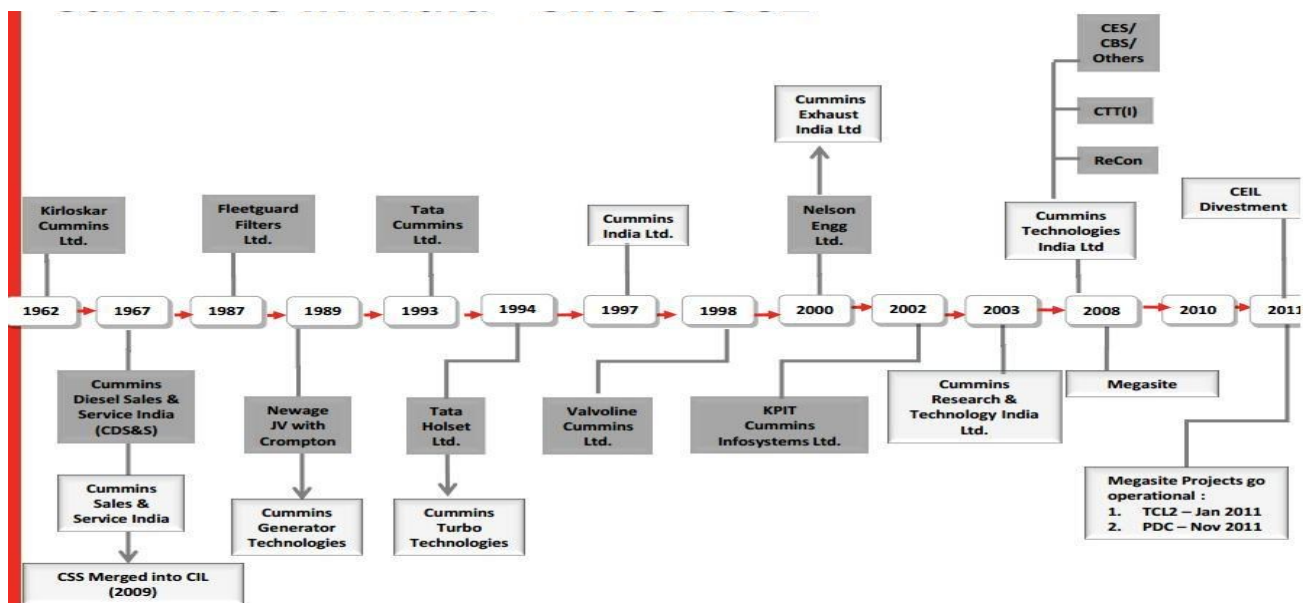 CES/
CBS/
Others
Cummins
Exhaust
India Ltd
CTT(I)
ReCon
Kirloskar
Cummins
Ltd.
Fleetguard
Filters
Ltd.
Tata
Cummins
Ltd.
Cummins
India Ltd.
Nelson
Engg
Ltd.
Cummins
Technologies
India Ltd
CEIL
Divestment
1962
1967
1987
1989
1993
1994
1997
1998
2000
2002
2003
2008
2010
2011
Cummins
Diesel Sales &
Service India
(CDS&S)
Newage
JV with
Crompton
Tata
Holset
Ltd.
Valvoline
Cummins
Ltd.
KPIT
Cummins
Infosystems Ltd.
Cummins
Research &
Technology India
Ltd.
Megasite
Cummins
Sales &
Service India
Cummins
Generator
Technologies
Cummins
Turbo
Technologies
Megasite Projects go
operational :
1. TCL2 – Jan 2011
2. PDC – Nov 2011
CSS Merged into CIL
(2009)